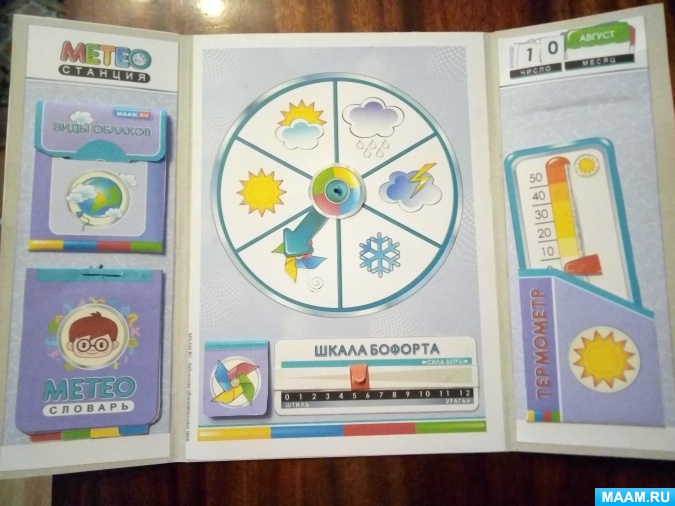 МЕТЕО
СТАНЦИЯ
MAAM.RU
ВИДЫ ОБЛАКОВ
МЕТЕО
СЛОВАРЬ
ШКАЛА БОФОРТА
СИЛА ВЕТРА
0 1 2 3 4 5 6 7 8 9 10 11 12
ШТИЛЬ УРАГАН
1 0 АВГУСТ
ЧИСЛО МЕСЯЦ
50
40
30
20
10
ТЕРМОМЕТР
MAAM.RU